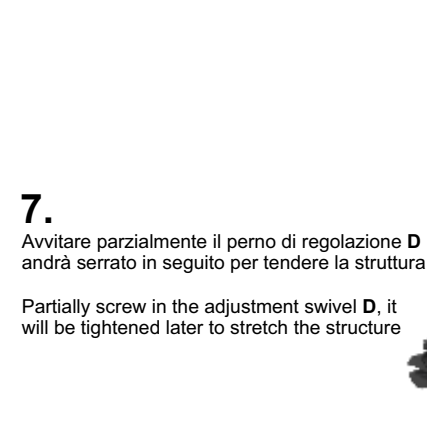 7.
Avvitare parzialmente il perno di regolazione D
andrà serrato in seguito per tendere la struttura
Partially screw in the adjustment swivel D, it
will be tightened later to stretch the structure